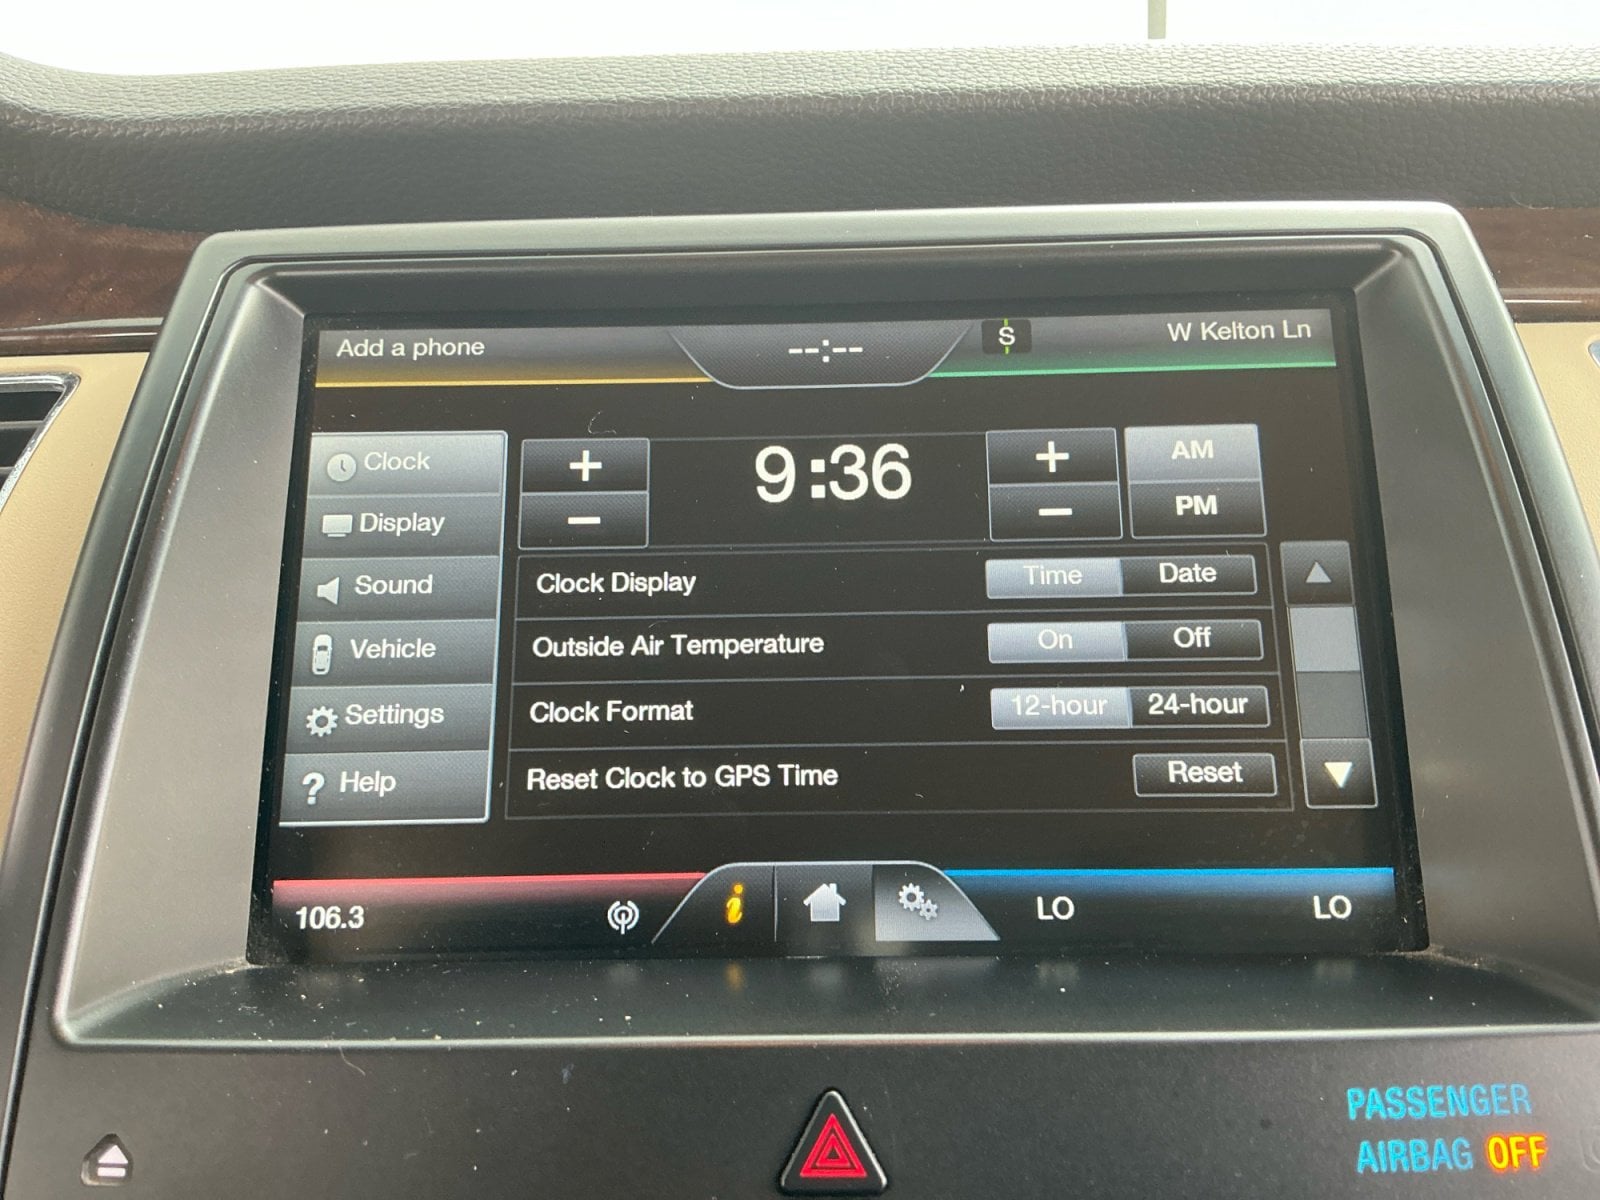 Add a phone
--:--
S
W Kelton Ln
Clock
Display
Sound
Vehicle
Settings
? Help
+
−
9:36
+
−
AM
PM
Clock Display
Time
Date
Outside Air Temperature
On
Off
Clock Format
12-hour
24-hour
Reset Clock to GPS Time
Reset
106.3
i
LO
LO
PASSENGER
AIRBAG OFF